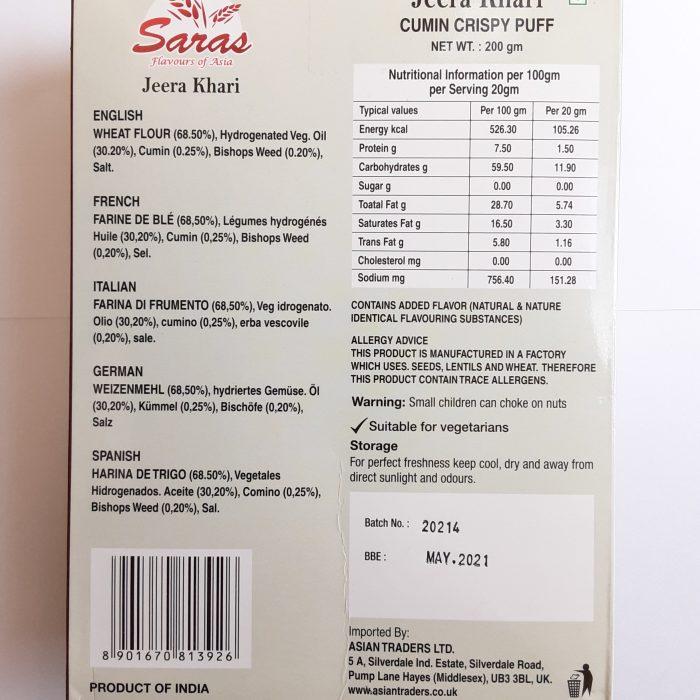 Saras
Flavours of Asia
Jeera Khari
ENGLISH
WHEAT FLOUR (68.50%), Hydrogenated Veg. Oil
(30.20%), Cumin (0.25%), Bishops Weed (0.20%),
Salt.
FRENCH
FARINE DE BLÉ (68,50%), Légumes hydrogénés
Huile (30,20%), Cumin (0,25%), Bishops Weed
(0,20%), Sel.
ITALIAN
FARINA DI FRUMENTO (68,50%), Veg idrogenato.
Olio (30,20%), cumino (0,25%), erba vescovile
(0,20%), sale.
GERMAN
WEIZENMEHL (68,50%), hydriertes Gemüse. Öl
(30,20%), Kümmel (0,25%), Bischöfe (0,20%),
Salz
SPANISH
HARINA DE TRIGO (68.50%), Vegetales
Hidrogenados. Aceite (30,20%), Comino (0,25%),
Bishops Weed (0,20%), Sal.
8 901670 813926
PRODUCT OF INDIA
Jeera Khari
CUMIN CRISPY PUFF
NET WT. : 200 gm
Nutritional Information per 100gm
per Serving 20gm
Typical values Per 100 gm Per 20 gm
Energy kcal 526.30 105.26
Protein g 7.50 1.50
Carbohydrates g 59.50 11.90
Sugar g 0.00 0.00
Toatal Fat g 28.70 5.74
Saturates Fat g 16.50 3.30
Trans Fat g 5.80 1.16
Cholesterol mg 0.00 0.00
Sodium mg 756.40 151.28
CONTAINS ADDED FLAVOR (NATURAL & NATURE
IDENTICAL FLAVOURING SUBSTANCES)
ALLERGY ADVICE
THIS PRODUCT IS MANUFACTURED IN A FACTORY
WHICH USES. SEEDS, LENTILS AND WHEAT. THEREFORE
THIS PRODUCT CONTAIN TRACE ALLERGENS.
Warning: Small children can choke on nuts
Suitable for vegetarians
Storage
For perfect freshness keep cool, dry and away from
direct sunlight and odours.
Batch No. : 20214
BBE : MAY.2021
Imported By:
ASIAN TRADERS LTD.
5 A, Silverdale Ind. Estate, Silverdale Road,
Pump Lane Hayes (Middlesex), UB3 3BL, UK.
www.asiantraders.co.uk